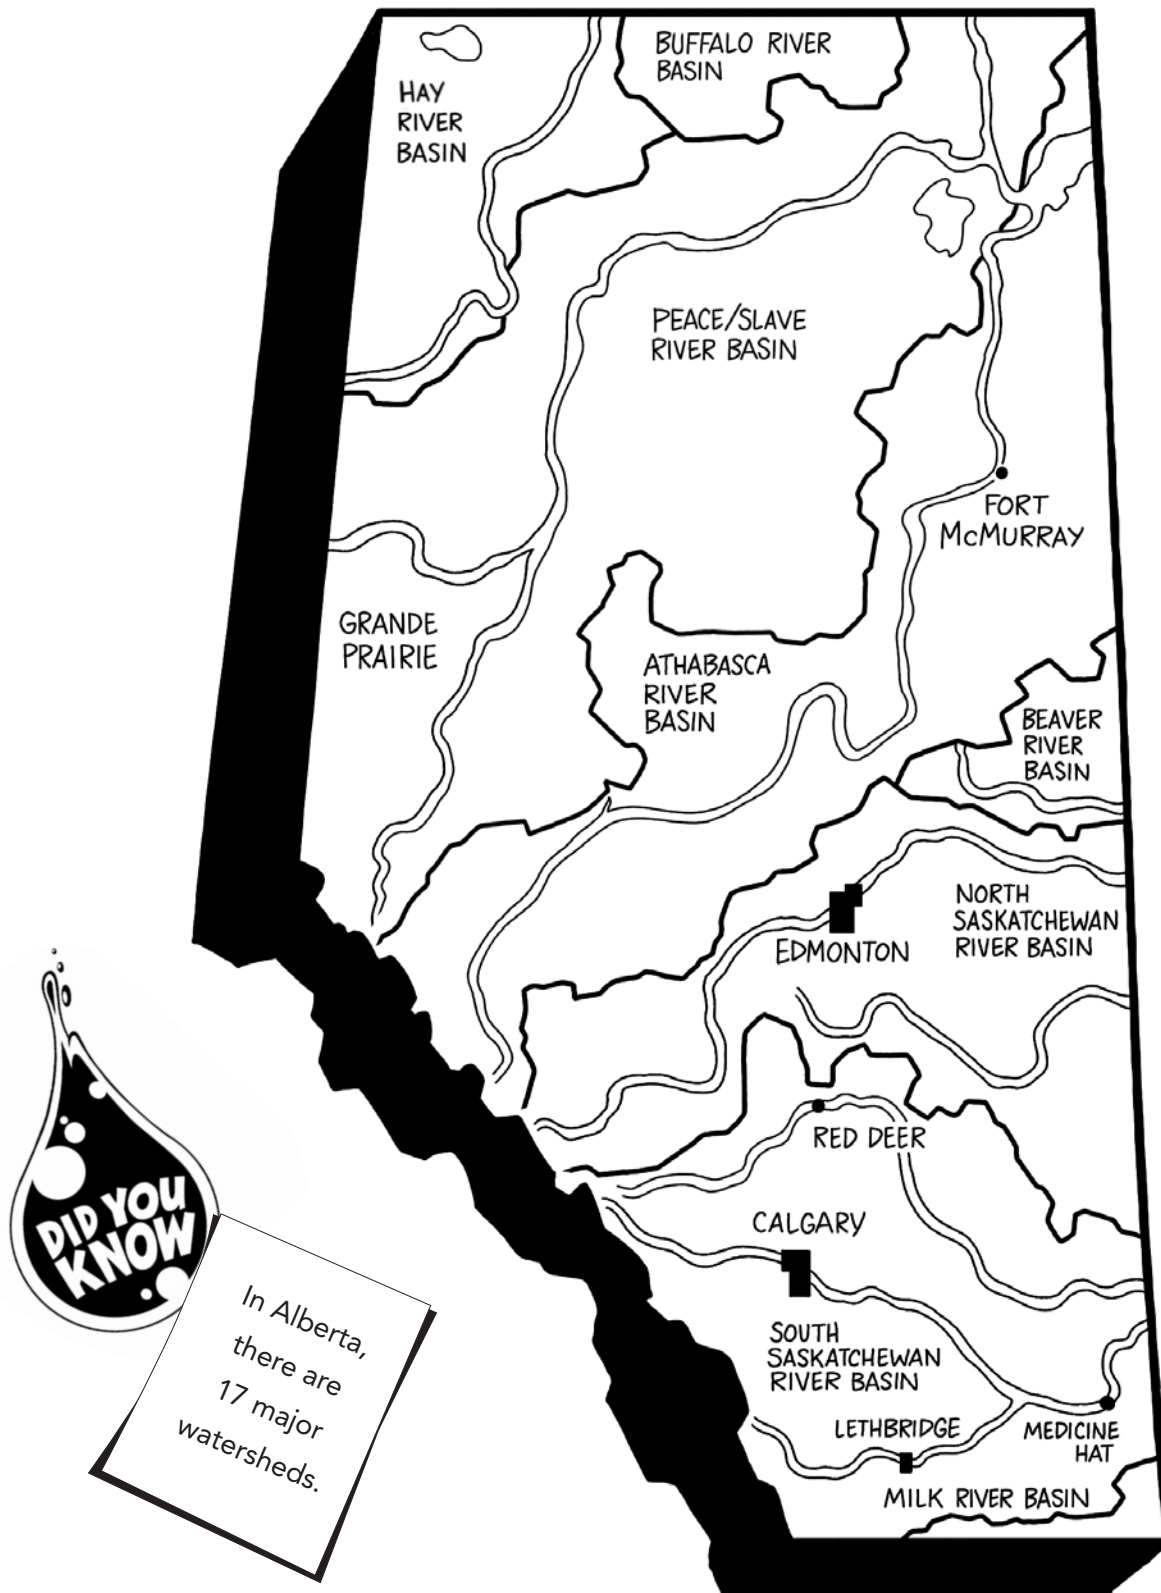 BUFFALO RIVER
BASIN
HAY
RIVER
BASIN
PEACE/SLAVE
RIVER BASIN
FORT
McMURRAY
GRANDE
PRAIRIE
ATHABASCA
RIVER
BASIN
BEAVER
RIVER
BASIN
NORTH
SASKATCHEWAN
RIVER BASIN
EDMONTON
RED DEER
DID YOU
KNOW
In Alberta,
there are
17 major
watersheds.
CALGARY
SOUTH
SASKATCHEWAN
RIVER BASIN
LETHBRIDGE
MEDICINE
HAT
MILK RIVER BASIN